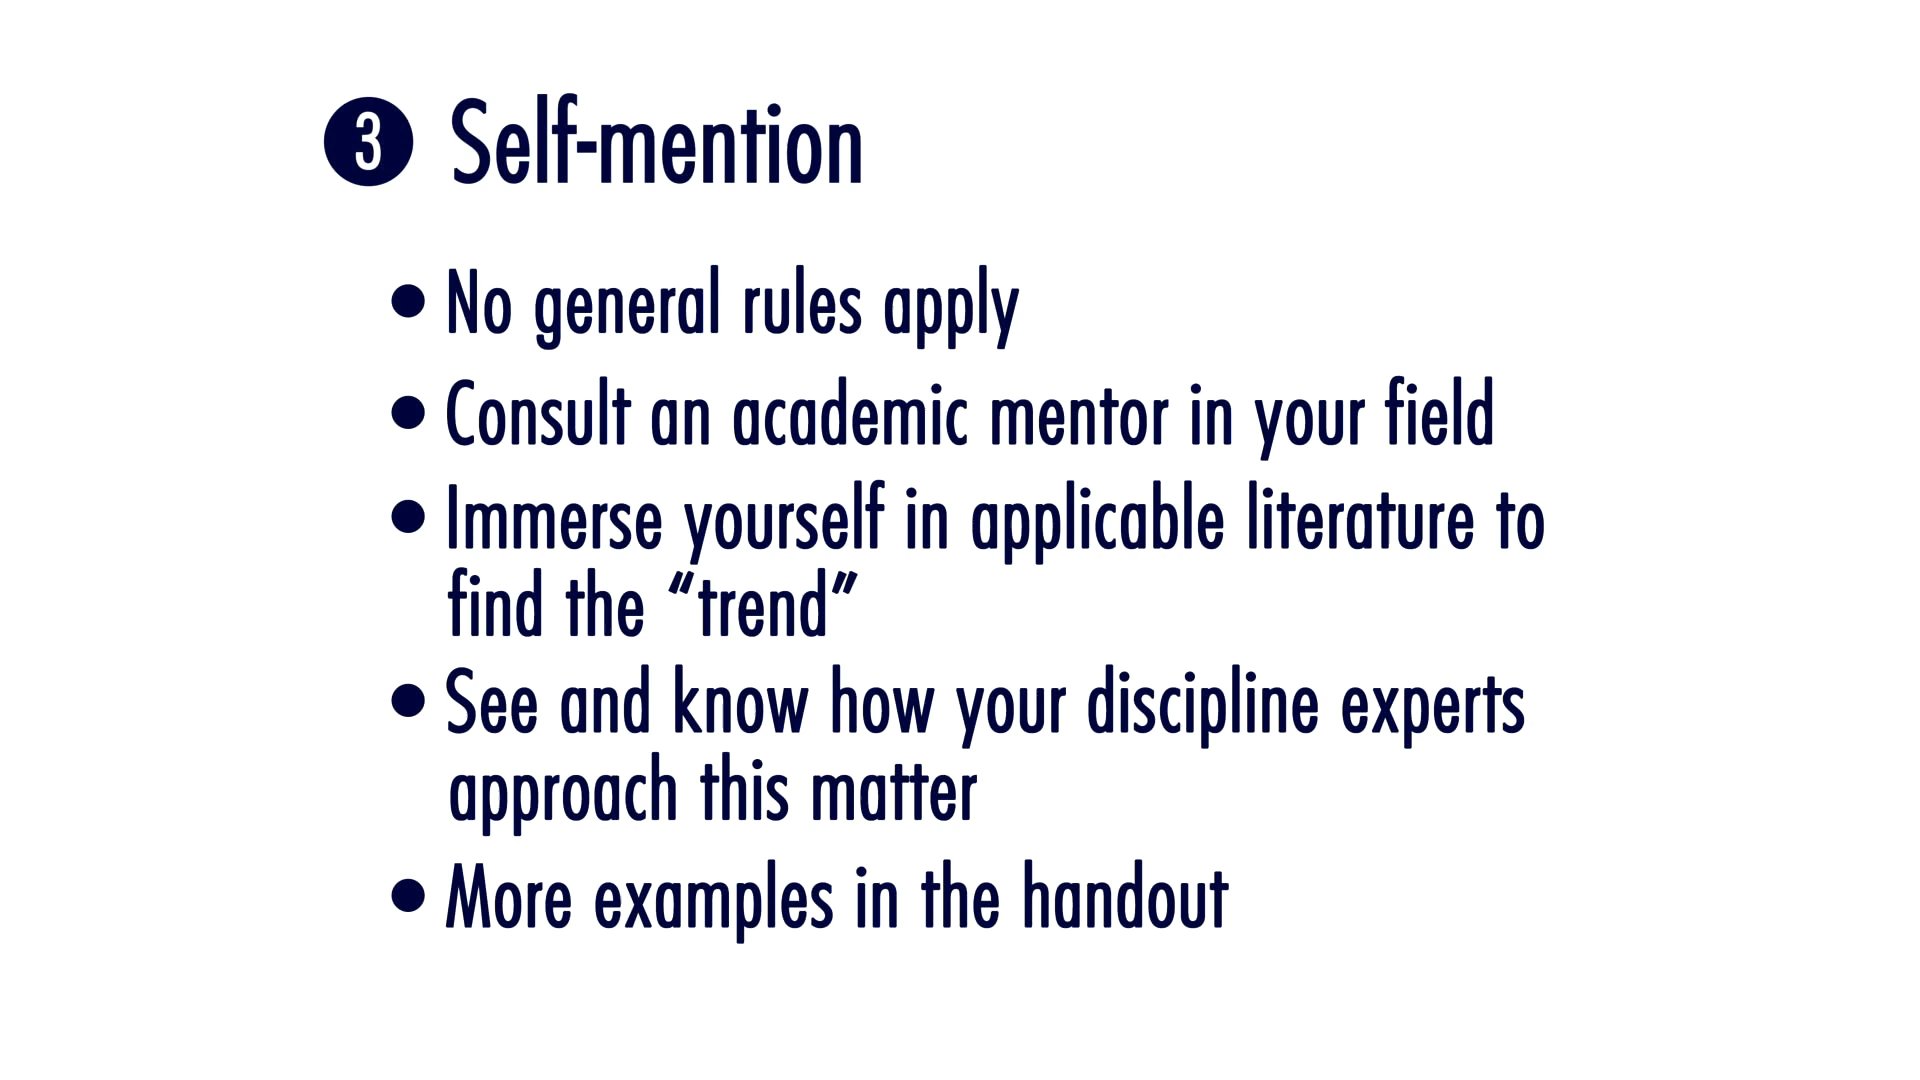 3 Self-mention
• No general rules apply
• Consult an academic mentor in your field
• Immerse yourself in applicable literature to
find the “trend”
• See and know how your discipline experts
approach this matter
• More examples in the handout